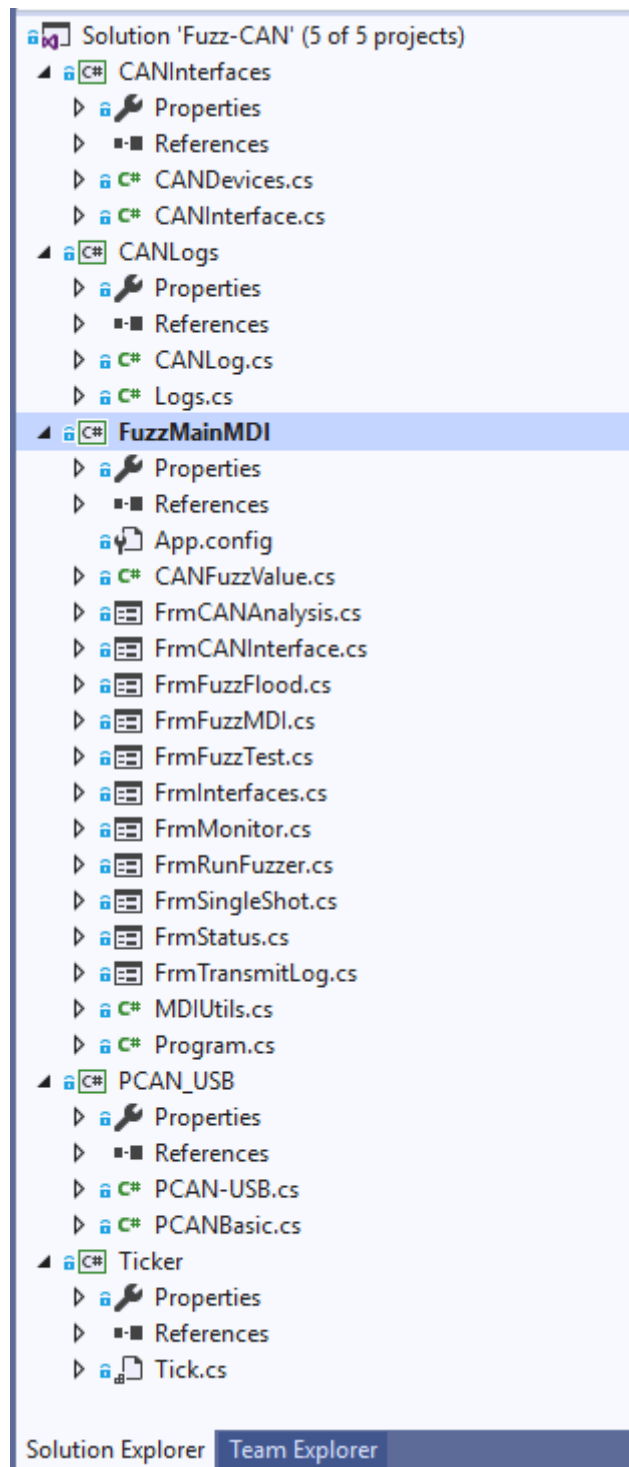 Solution 'Fuzz-CAN' (5 of 5 projects)
C# CANInterfaces
Properties
References
C# CANDevices.cs
C# CANInterface.cs
C# CANLogs
Properties
References
C# CANLog.cs
C# Logs.cs
C# FuzzMainMDI
Properties
References
App.config
C# CANFuzzValue.cs
FrmCANAnalysis.cs
FrmCANInterface.cs
FrmFuzzFlood.cs
FrmFuzzMDI.cs
FrmFuzzTest.cs
FrmInterfaces.cs
FrmMonitor.cs
FrmRunFuzzer.cs
FrmSingleShot.cs
FrmStatus.cs
FrmTransmitLog.cs
C# MDIUtils.cs
C# Program.cs
C# PCAN_USB
Properties
References
C# PCAN-USB.cs
C# PCANBasic.cs
C# Ticker
Properties
References
Tick.cs
Solution Explorer Team Explorer